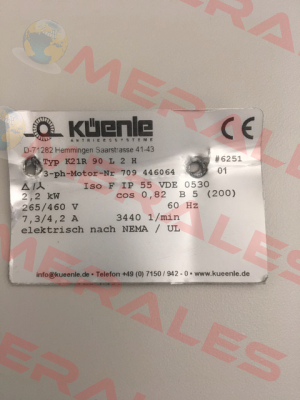 KÜENLE
ANTRIEBSSYSTEME
CE
D-71282 Hemmingen Saarstrasse 41-43
Typ K21R 90 L 2 H
#6251
3-ph-Motor-Nr 709 446064
01
Δ/⅄ Iso F IP 55 VDE 0530
2,2 kW cos 0,82 B 5 (200)
265/460 V 60 Hz
7,3/4,2 A 3440 1/min
elektrisch nach NEMA / UL
info@kueenle.de • Telefon +49 (0) 7150 / 942 - 0 • www.kueenle.de
MERALES
MERALES
MERALES